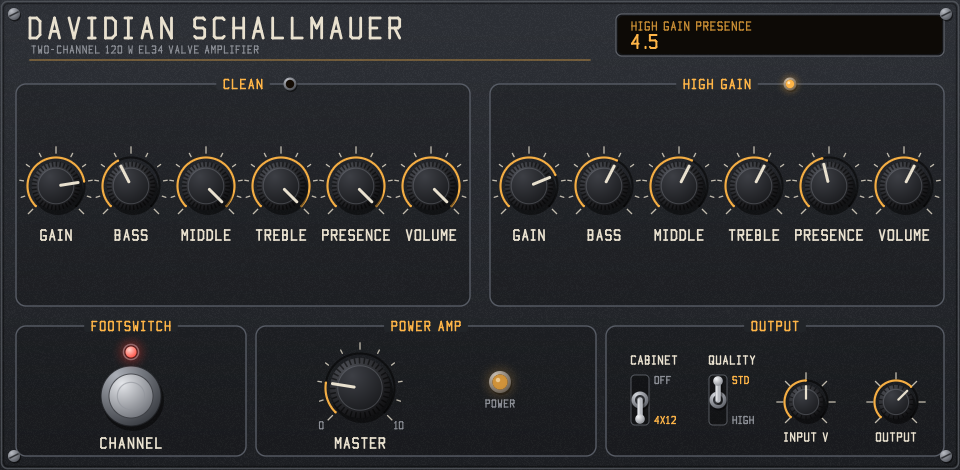 DAVIDIAN SCHALLMAUER
TWO-CHANNEL 120 W EL34 VALVE AMPLIFIER
HIGH GAIN PRESENCE
4.5
CLEAN
HIGH GAIN
GAIN BASS MIDDLE TREBLE PRESENCE VOLUME
GAIN BASS MIDDLE TREBLE PRESENCE VOLUME
FOOTSWITCH
CHANNEL
POWER AMP
0 10
MASTER
POWER
OUTPUT
CABINET QUALITY
OFF STD
4X12 HIGH
INPUT V OUTPUT